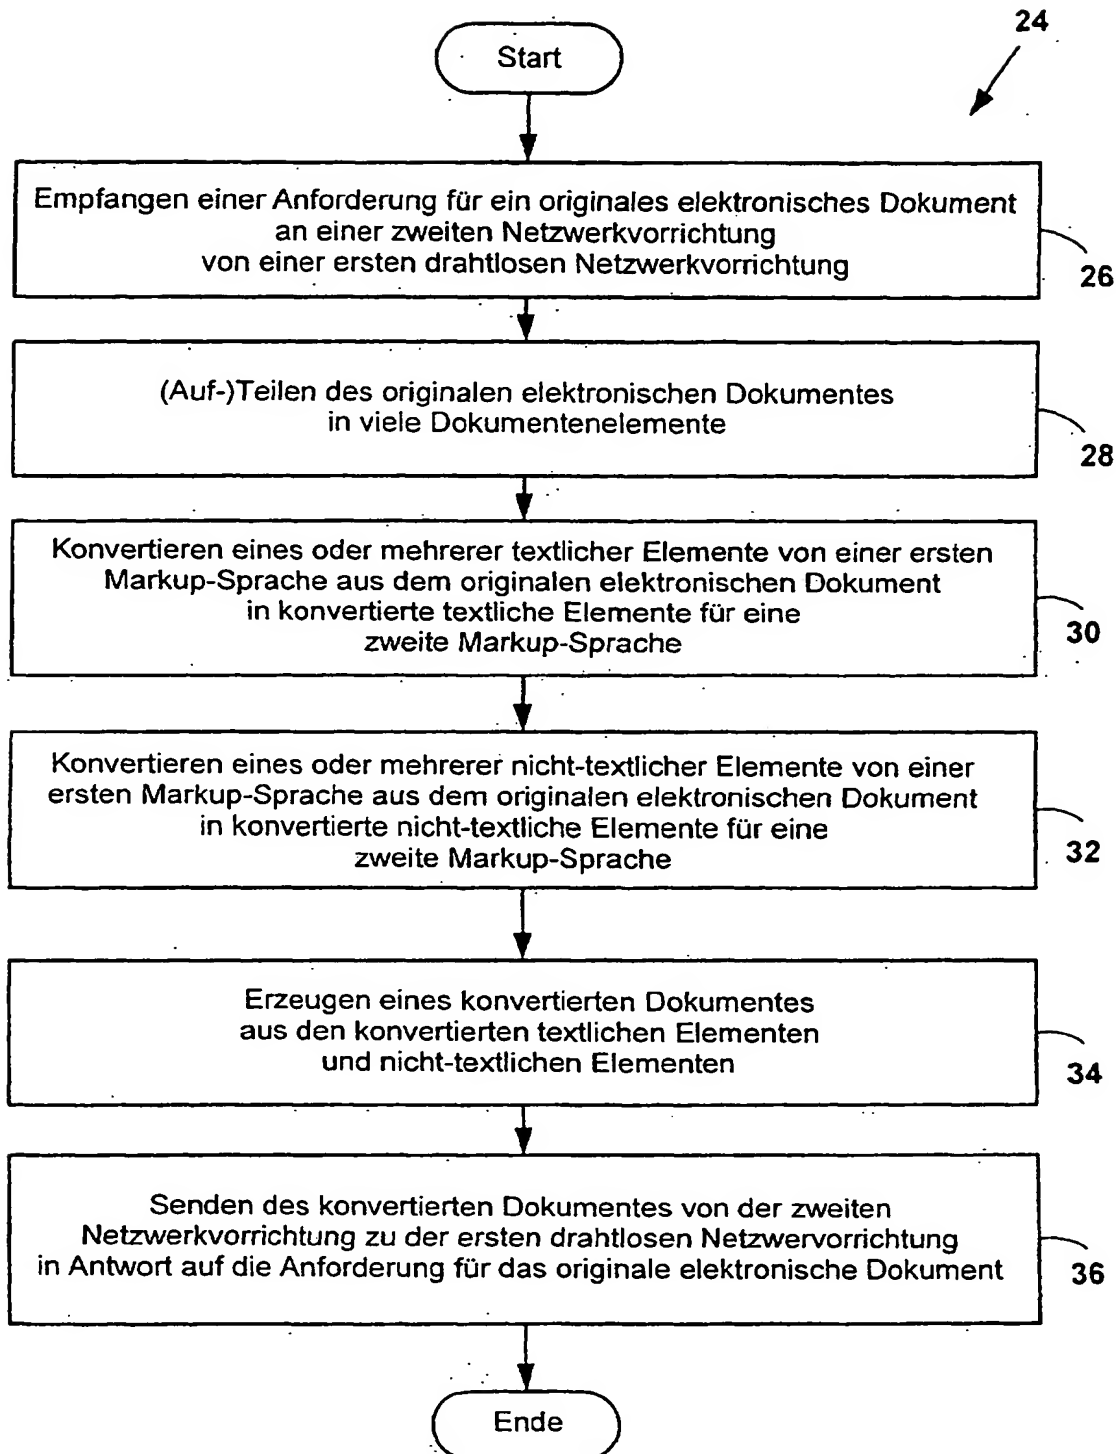 24
Start
Empfangen einer Anforderung für ein originales elektronisches Dokument
an einer zweiten Netzwerkvorrichtung
von einer ersten drahtlosen Netzwerkvorrichtung
26
(Auf-)Teilen des originalen elektronischen Dokumentes
in viele Dokumentenelemente
28
Konvertieren eines oder mehrerer textlicher Elemente von einer ersten
Markup-Sprache aus dem originalen elektronischen Dokument
in konvertierte textliche Elemente für eine
zweite Markup-Sprache
30
Konvertieren eines oder mehrerer nicht-textlicher Elemente von einer
ersten Markup-Sprache aus dem originalen elektronischen Dokument
in konvertierte nicht-textliche Elemente für eine
zweite Markup-Sprache
32
Erzeugen eines konvertierten Dokumentes
aus den konvertierten textlichen Elementen
und nicht-textlichen Elementen
34
Senden des konvertierten Dokumentes von der zweiten
Netzwerkvorrichtung zu der ersten drahtlosen Netzwervorrichtung
in Antwort auf die Anforderung für das originale elektronische Dokument
36
Ende